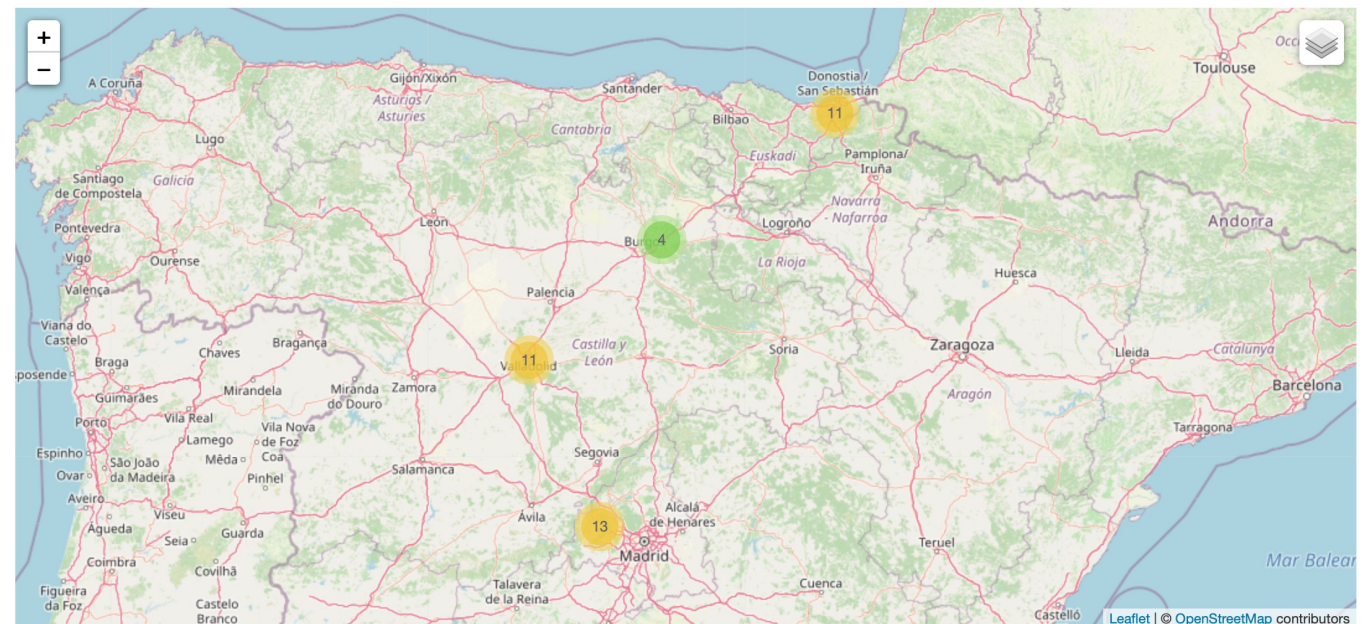 +
−
A Coruña
Lugo
Santiago
de Compostela
Galicia
Pontevedra
Vigo
Ourense
Valença
Gijón/Xixón
Asturias /
Asturies
Cantabria
Santander
León
Palencia
Bilbao
Donostia /
San Sebastián
11
Euskadi
Pamplona/
Iruña
Navarra
- Nafarroa
Logroño
La Rioja
4
Toulouse
Andorra
Huesca
Viana do
Castelo
Braga
Guimarães
Porto
Espinho
Ovar
Aveiro
Águeda
Coimbra
Figueira
da Foz
Chaves
Bragança
Mirandela
Miranda
do Douro
Vila Real
Lamego
Mêda
Vila Nova
de Foz
Coa
São João
da Madeira
Pinhel
Viseu
Seia
Guarda
Covilhã
Castelo
Branco
Zamora
11
Valladolid
Castilla y
León
Soria
Salamanca
Segovia
Ávila
13
Alcalá
de Henares
Madrid
Talavera
de la Reina
Cuenca
Zaragoza
Aragón
Teruel
Lleida
Catalunya
Barcelona
Tarragona
Castelló
Leaflet | © OpenStreetMap contributors